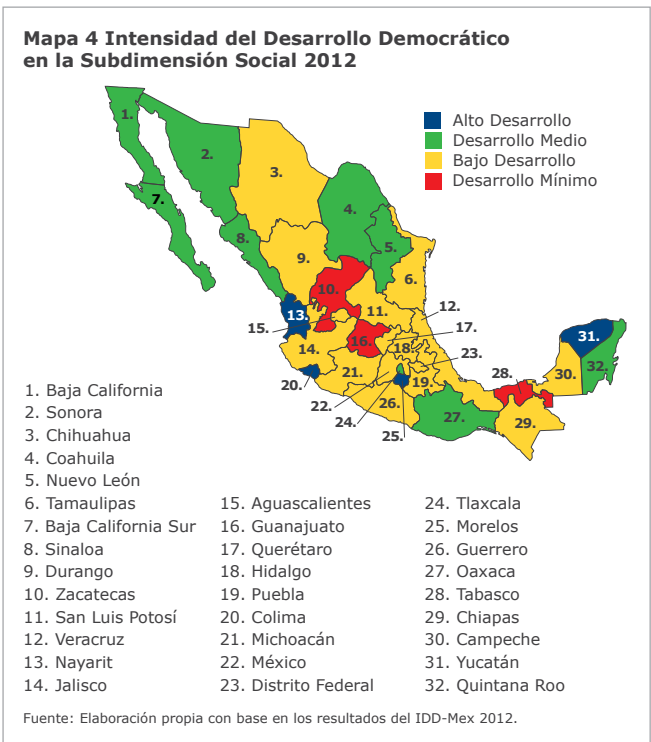 Mapa 4 Intensidad del Desarrollo Democrático
en la Subdimensión Social 2012
Alto Desarrollo
Desarrollo Medio
Bajo Desarrollo
Desarrollo Mínimo
1.
2.
3.
4.
5.
6.
7.
8.
9.
10.
11.
12.
13.
14.
15.
16.
17.
18.
19.
20.
21.
22.
23.
24.
25.
26.
27.
28.
29.
30.
31.
32.
1. Baja California
2. Sonora
3. Chihuahua
4. Coahuila
5. Nuevo León
6. Tamaulipas
7. Baja California Sur
8. Sinaloa
9. Durango
10. Zacatecas
11. San Luis Potosí
12. Veracruz
13. Nayarit
14. Jalisco
15. Aguascalientes
16. Guanajuato
17. Querétaro
18. Hidalgo
19. Puebla
20. Colima
21. Michoacán
22. México
23. Distrito Federal
24. Tlaxcala
25. Morelos
26. Guerrero
27. Oaxaca
28. Tabasco
29. Chiapas
30. Campeche
31. Yucatán
32. Quintana Roo
Fuente: Elaboración propia con base en los resultados del IDD-Mex 2012.